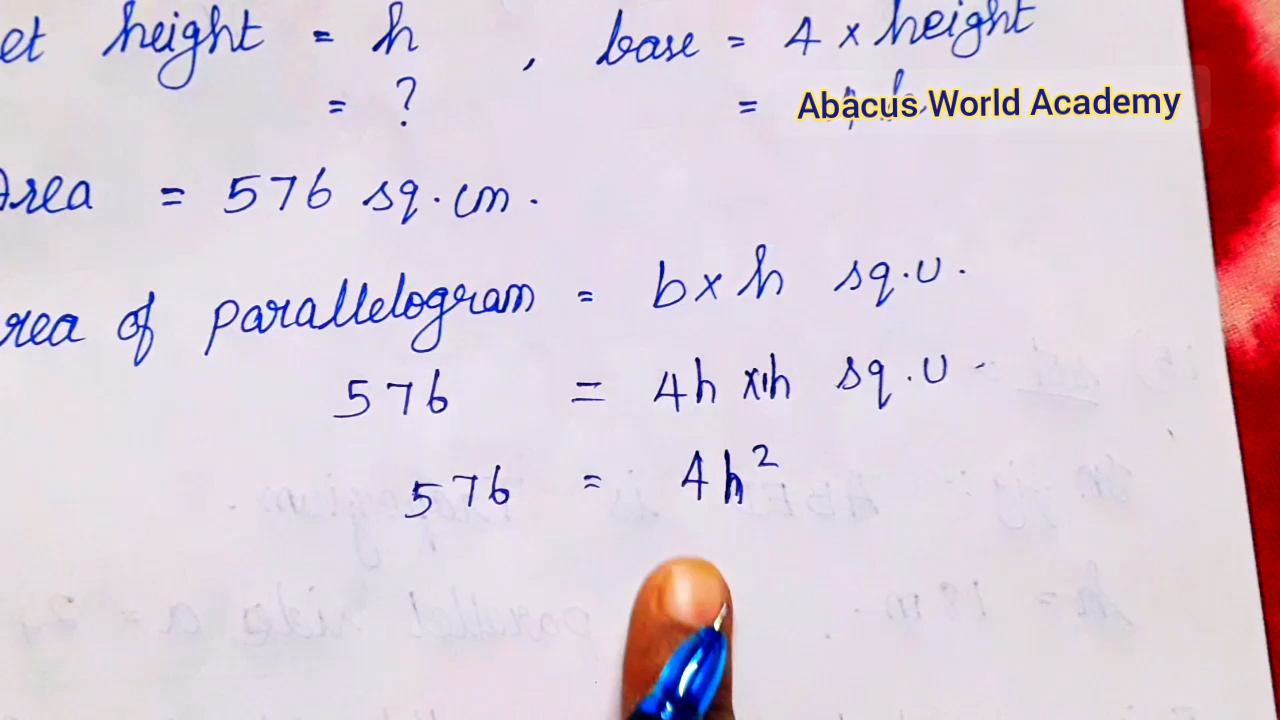 et height = h , base = 4 × height
= ? =
Abacus World Academy
Area = 576 sq.cm.
rea of parallelogram = b × h sq.u.
576 = 4h × h sq.u.
576 = 4h²